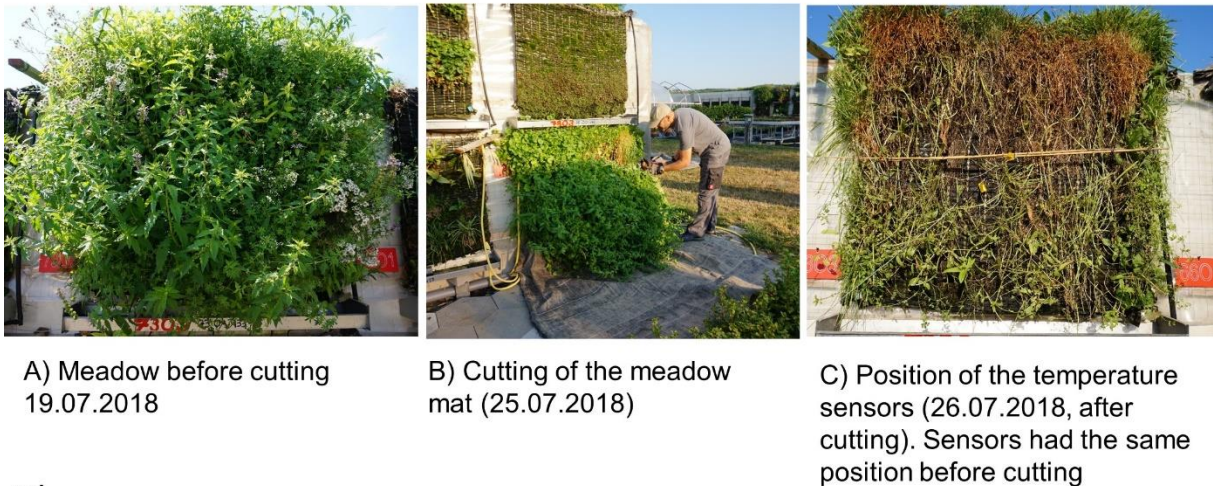 A) Meadow before cutting
19.07.2018
B) Cutting of the meadow
mat (25.07.2018)
C) Position of the temperature
sensors (26.07.2018, after
cutting). Sensors had the same
position before cutting